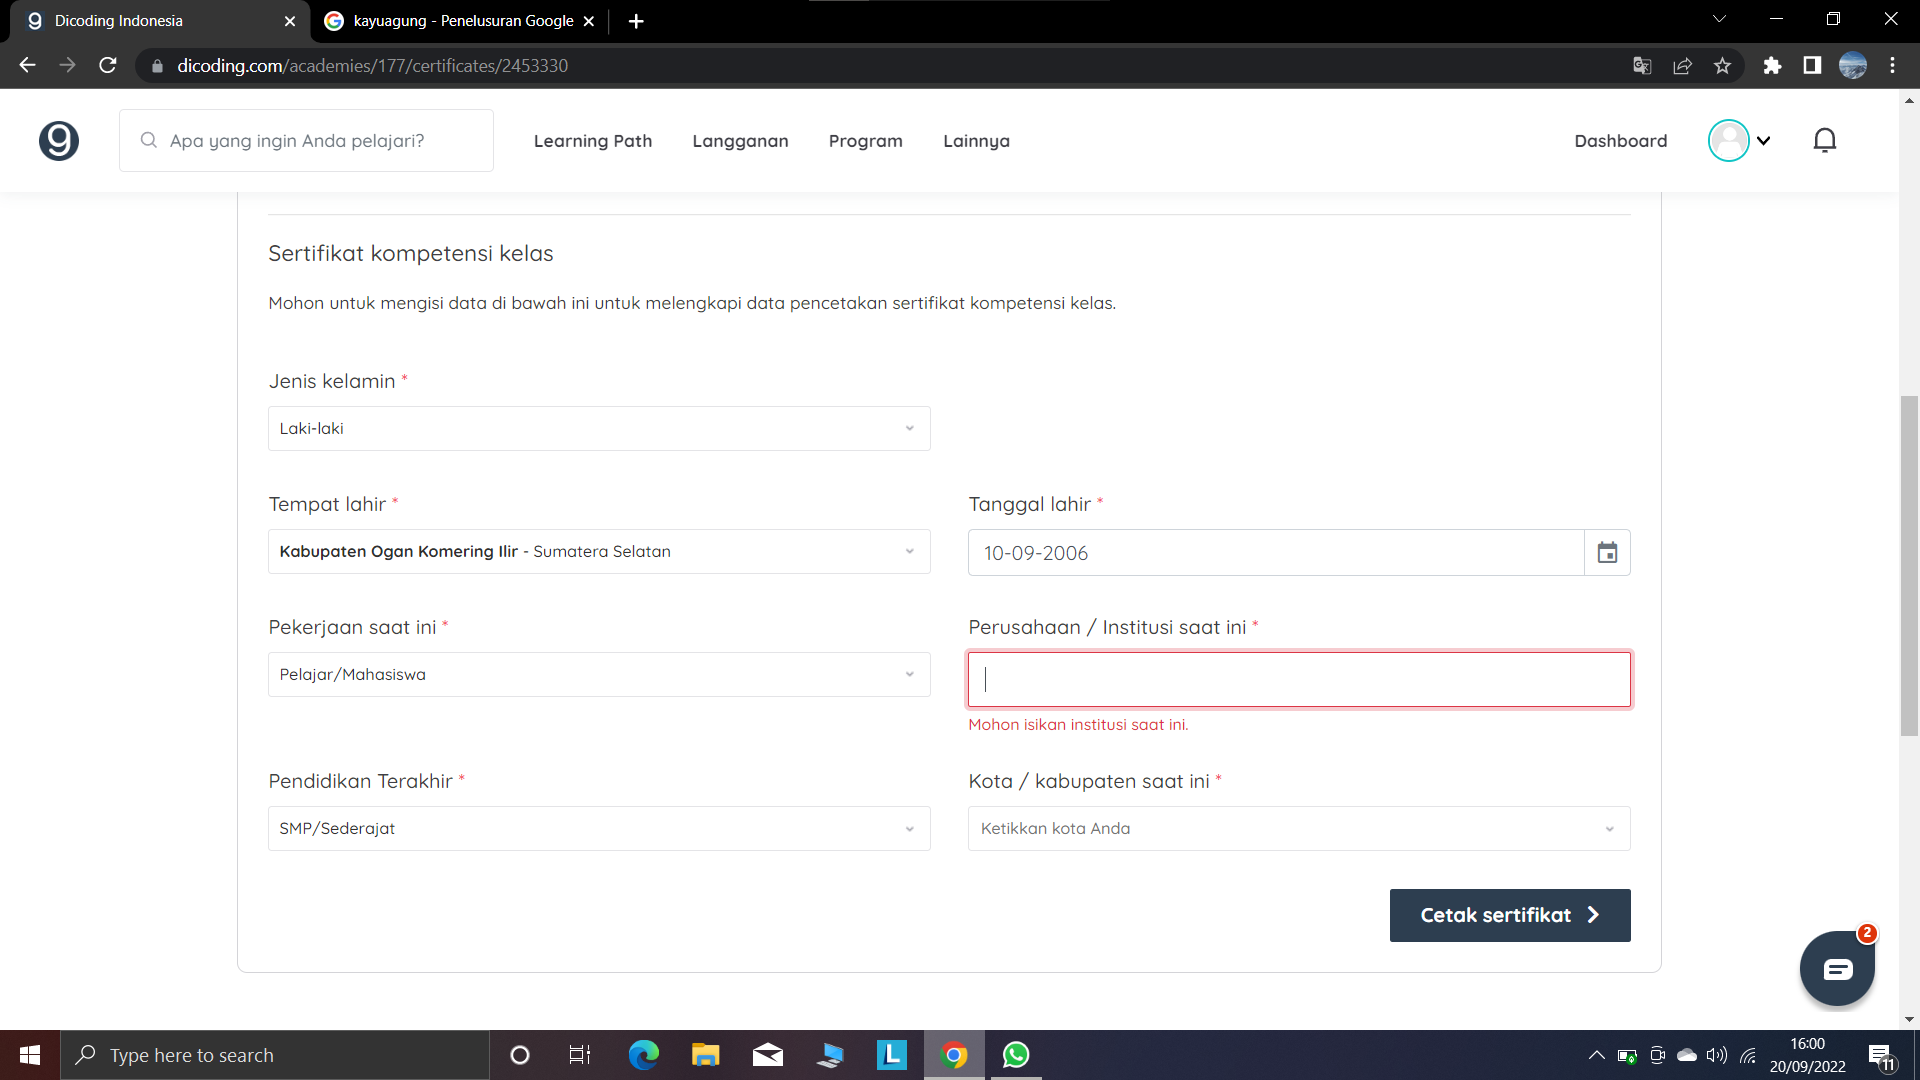 Dicoding Indonesia
kayuagung - Penelusuran Google
dicoding.com/academies/177/certificates/2453330
Apa yang ingin Anda pelajari?
Learning Path
Langganan
Program
Lainnya
Dashboard
Sertifikat kompetensi kelas
Mohon untuk mengisi data di bawah ini untuk melengkapi data pencetakan sertifikat kompetensi kelas.
Jenis kelamin *
Laki-laki
Tempat lahir *
Kabupaten Ogan Komering Ilir - Sumatera Selatan
Tanggal lahir *
10-09-2006
Pekerjaan saat ini *
Pelajar/Mahasiswa
Perusahaan / Institusi saat ini *
Mohon isikan institusi saat ini.
Pendidikan Terakhir *
SMP/Sederajat
Kota / kabupaten saat ini *
Ketikkan kota Anda
Cetak sertifikat
2
Type here to search
L
16:00
20/09/2022
11